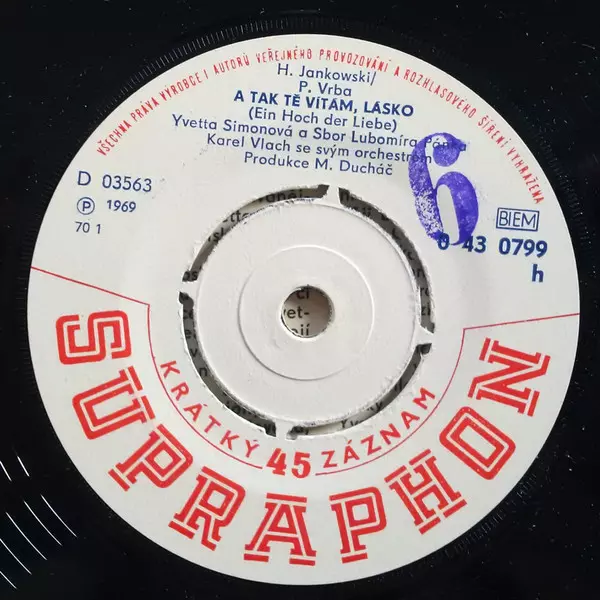 VŠECHNA PRÁVA VÝROBCE I AUTORŮ VEŘEJNÉHO PROVOZOVÁNÍ A ROZHLASOVÉHO ŠÍŘENÍ VYHRAŽENA
H. Jankowski/
P. Vrba
A TAK TĚ VÍTÁM, LÁSKO
(Ein Hoch der Liebe)
Yvetta Simonová a Sbor Lubomíra
Karel Vlach se svým orchestrem
Produkce M. Ducháč
6
D 03563
Ⓟ 1969
70 1
BIEM
0 43 0799
h
KRÁTKÝ 45 ZÁZNAM
SUPRAPHON